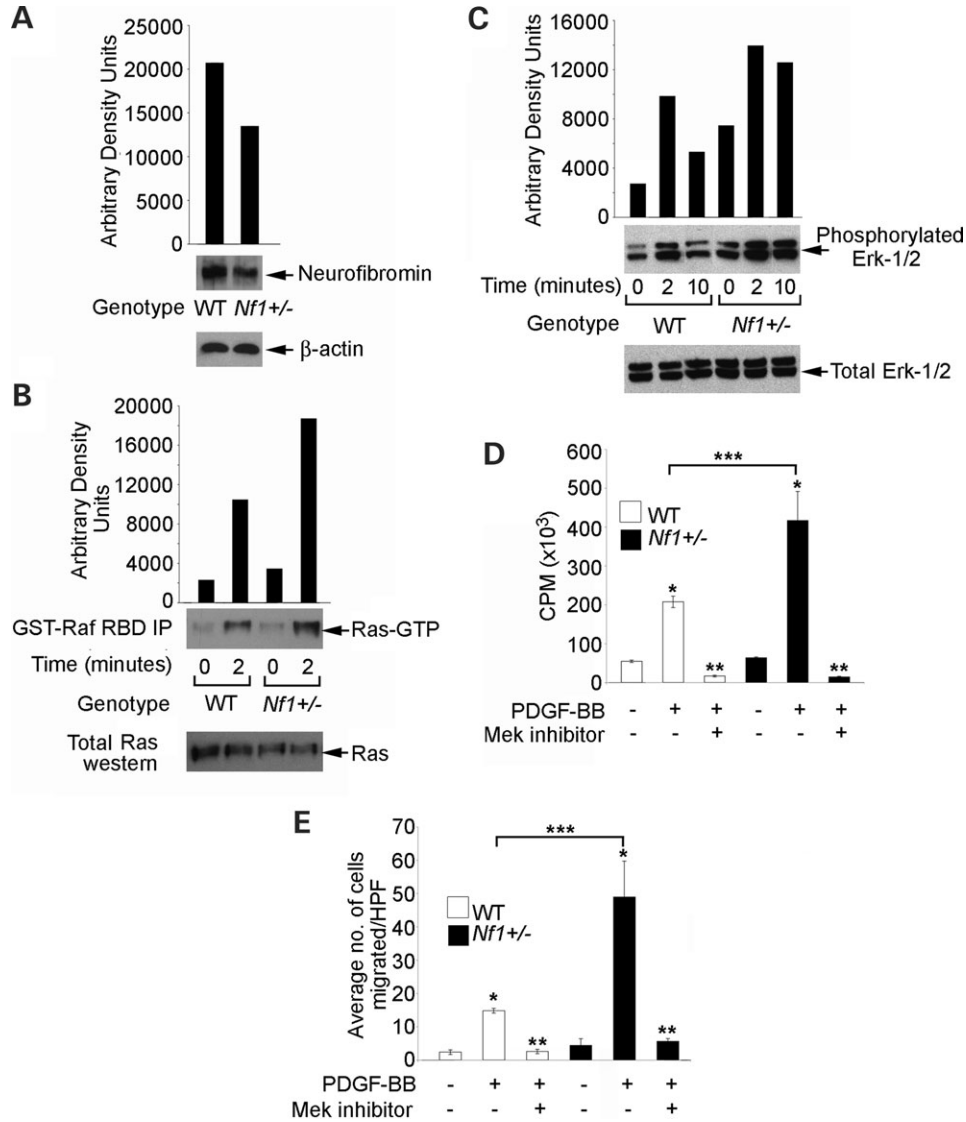 A
Arbitrary Density Units
25000
20000
15000
10000
5000
0
Neurofibromin
Genotype WT Nf1+/-
β-actin
B
Arbitrary Density
Units
20000
16000
12000
8000
4000
0
GST-Raf RBD IP
Ras-GTP
Time (minutes) 0 2 0 2
Genotype WT Nf1+/-
Total Ras
western
Ras
C
Arbitrary Density Units
16000
12000
8000
4000
0
Phosphorylated
Erk-1/2
Time (minutes) 0 2 10 0 2 10
Genotype WT Nf1+/-
Total Erk-1/2
D
CPM (x10³)
600
500
400
300
200
100
0
WT
Nf1+/-
***
* ** * **
PDGF-BB - + + - + +
Mek inhibitor - - + - - +
E
Average no. of cells
migrated/HPF
70
60
50
40
30
20
10
0
WT
Nf1+/-
***
* ** * **
PDGF-BB - + + - + +
Mek inhibitor - - + - - +